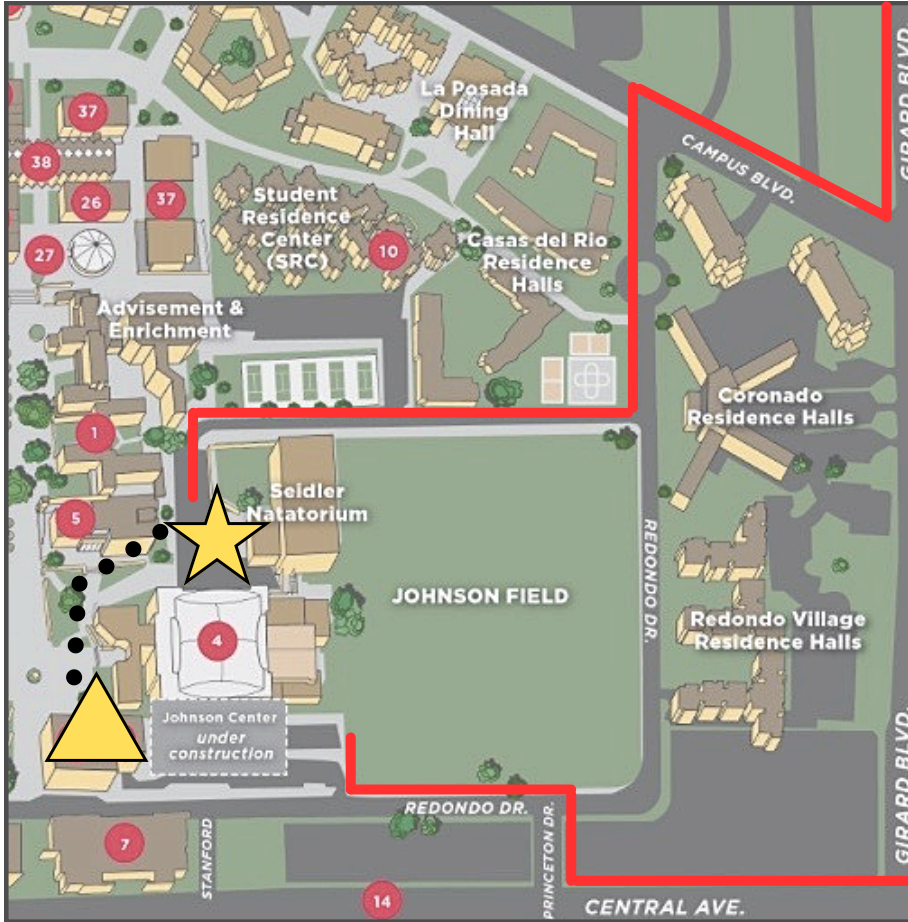 GIRARD BLVD.
37
La Posada
Dining
Hall
38
CAMPUS BLVD.
26
37
Student
Residence
Center
(SRC)
10
Casas del Rio
Residence
Halls
27
Advisement &
Enrichment
Coronado
Residence Halls
1
Seidler
Natatorium
5
REDONDO DR.
JOHNSON FIELD
4
Redondo Village
Residence Halls
Johnson Center
under
construction
GIRARD BLVD.
REDONDO DR.
PRINCETON DR.
STANFORD
7
14
CENTRAL AVE.